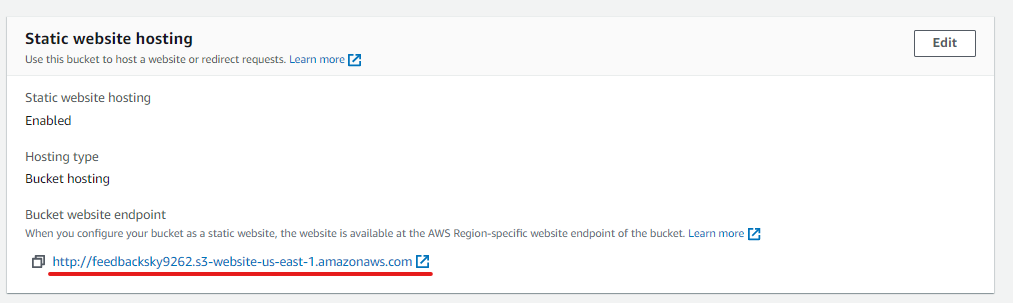 Static website hosting
Edit
Use this bucket to host a website or redirect requests. Learn more
Static website hosting
Enabled
Hosting type
Bucket hosting
Bucket website endpoint
When you configure your bucket as a static website, the website is available at the AWS Region-specific website endpoint of the bucket. Learn more
http://feedbacksky9262.s3-website-us-east-1.amazonaws.com